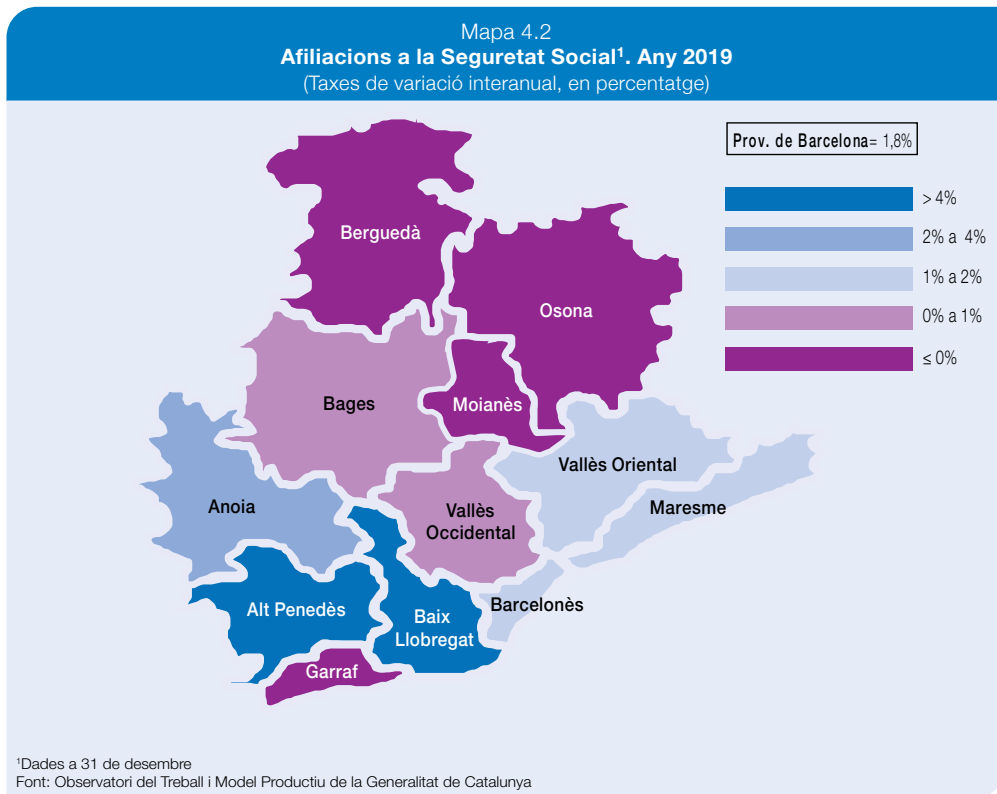 Mapa 4.2
Afiliacions a la Seguretat Social¹. Any 2019
(Taxes de variació interanual, en percentatge)
Prov. de Barcelona= 1,8%
> 4%
2% a 4%
1% a 2%
0% a 1%
≤ 0%
Berguedà
Osona
Bages
Moianès
Vallès Oriental
Maresme
Anoia
Vallès
Occidental
Barcelonès
Alt Penedès
Baix
Llobregat
Garraf
¹Dades a 31 de desembre
Font: Observatori del Treball i Model Productiu de la Generalitat de Catalunya